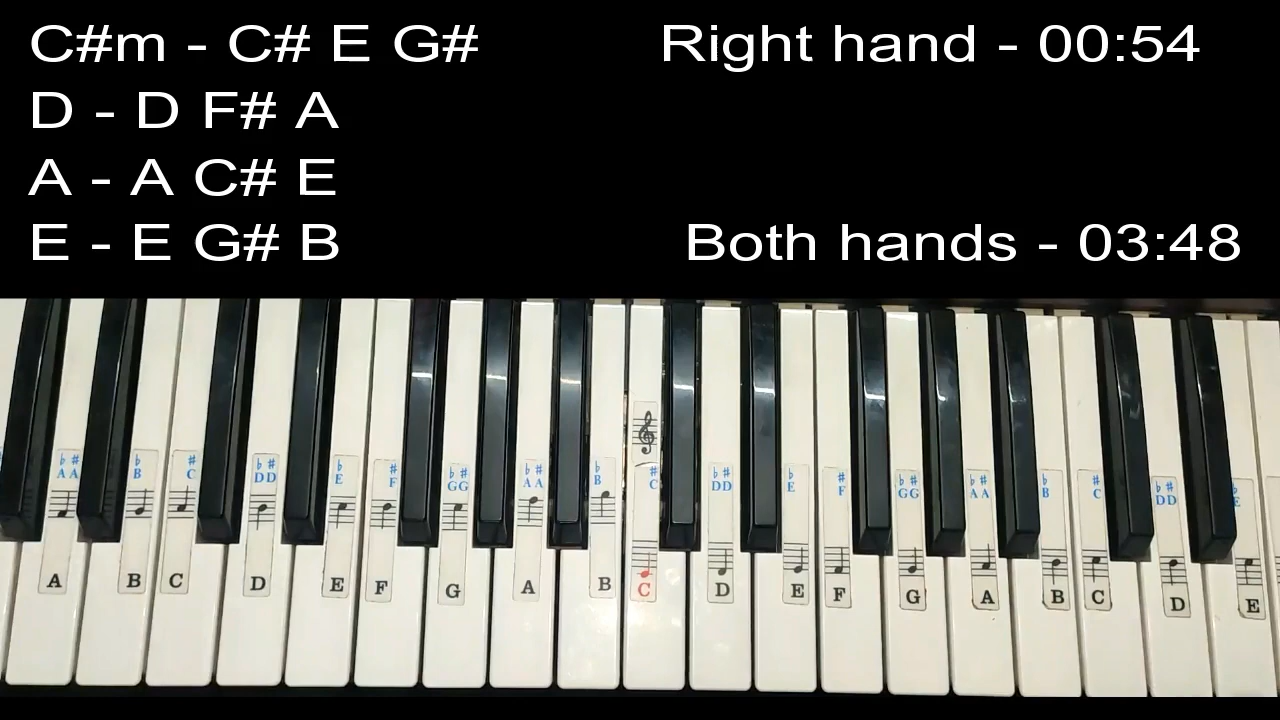 C#m - C# E G#
Right hand - 00:54
D - D F# A
A - A C# E
E - E G# B
Both hands - 03:48
♭A #A ♭B #C ♭D D# ♭E #F ♭G G# ♭A #A ♭B #C ♭D D# ♭E #F ♭G G# ♭A #A ♭B #C ♭D D# ♭E
A B C D E F G A B C D E F G A B C D E